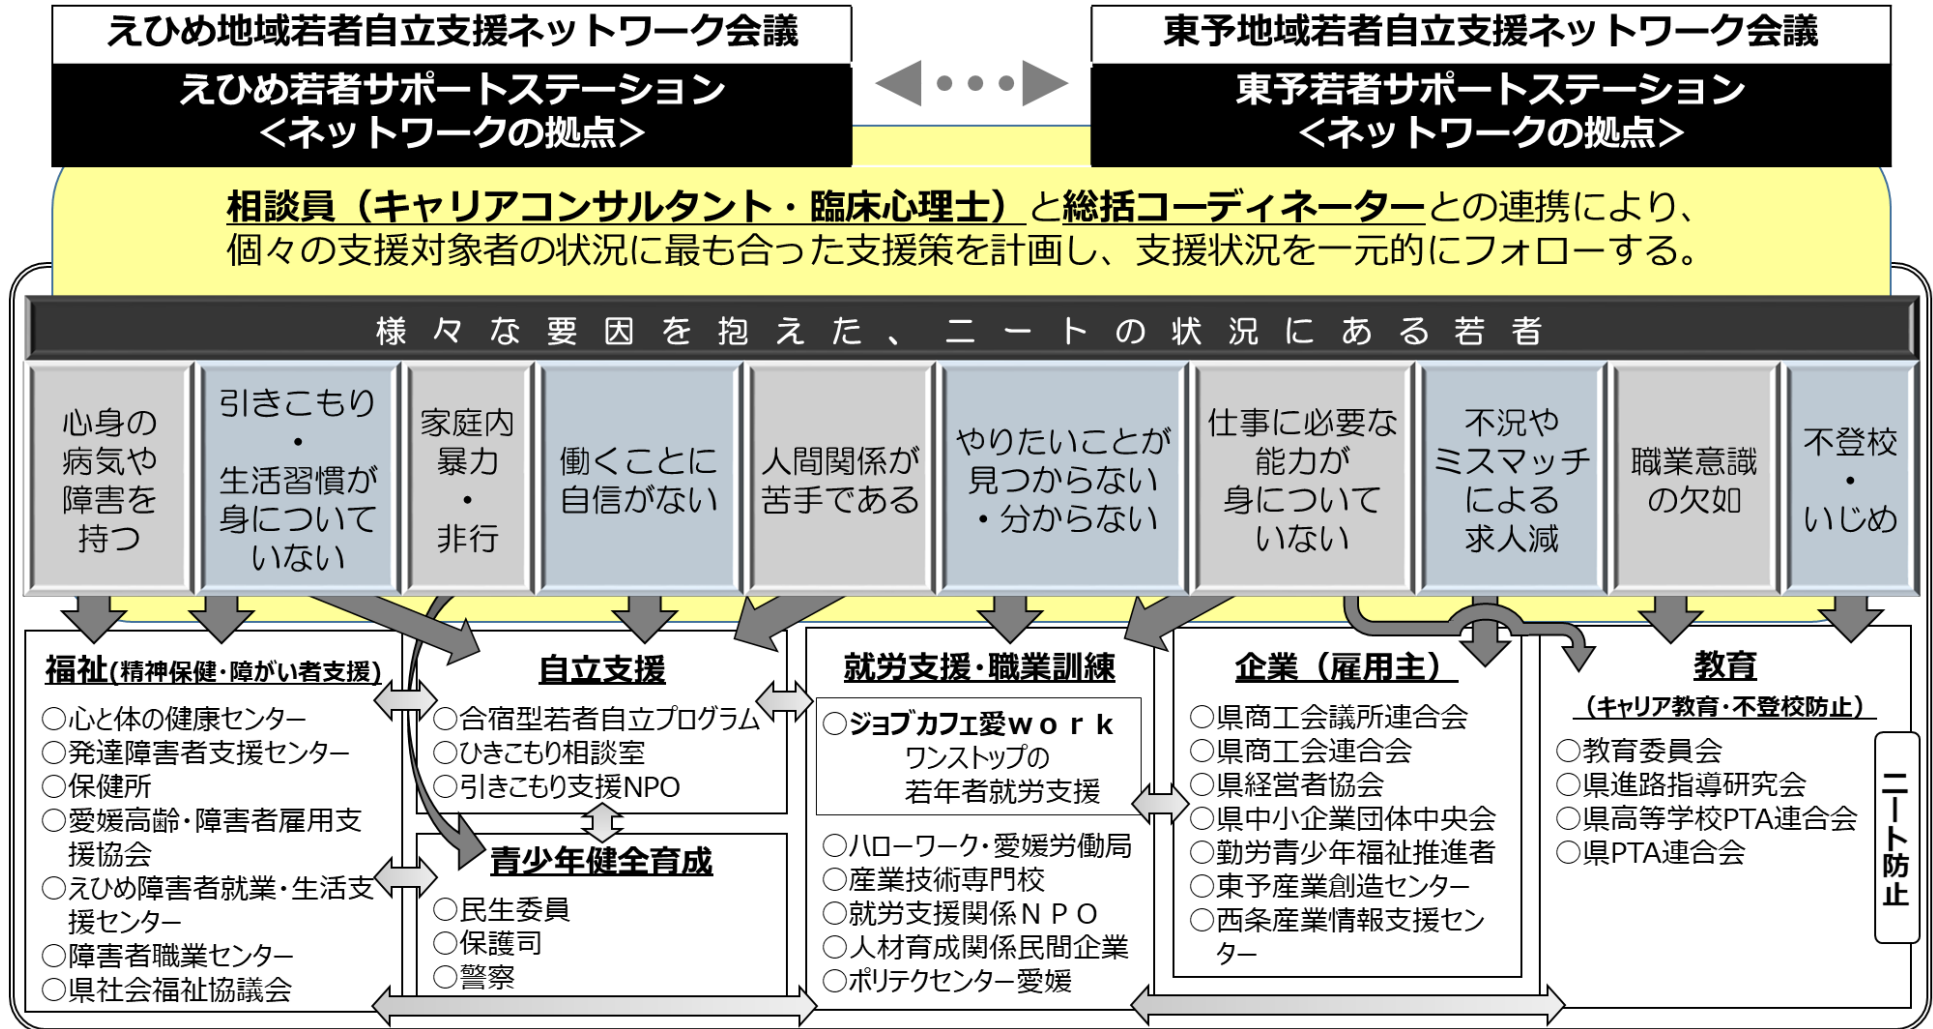 えひめ地域若者自立支援ネットワーク会議
えひめ若者サポートステーション
＜ネットワークの拠点＞
東予地域若者自立支援ネットワーク会議
東予若者サポートステーション
＜ネットワークの拠点＞
相談員（キャリアコンサルタント・臨床心理士）と総括コーディネーターとの連携により、
個々の支援対象者の状況に最も合った支援策を計画し、支援状況を一元的にフォローする。
様々な要因を抱えた、ニートの状況にある若者
心身の
病気や
障害を
持つ
引きこもり
・
生活習慣が
身について
いない
家庭内
暴力
・
非行
働くことに
自信がない
人間関係が
苦手である
やりたいことが
見つからない
・分からない
仕事に必要な
能力が
身について
いない
不況や
ミスマッチ
による
求人減
職業意識
の欠如
不登校
・
いじめ
福祉(精神保健・障がい者支援)
○心と体の健康センター
○発達障害者支援センター
○保健所
○愛媛高齢・障害者雇用支
援協会
○えひめ障害者就業・生活支
援センター
○障害者職業センター
○県社会福祉協議会
自立支援
○合宿型若者自立プログラム
○ひきこもり相談室
○引きこもり支援NPO
青少年健全育成
○民生委員
○保護司
○警察
就労支援・職業訓練
○ジョブカフェ愛ｗｏｒｋ
ワンストップの
若年者就労支援
○ハローワーク・愛媛労働局
○産業技術専門校
○就労支援関係ＮＰＯ
○人材育成関係民間企業
○ポリテクセンター愛媛
企業（雇用主）
○県商工会議所連合会
○県商工会連合会
○県経営者協会
○県中小企業団体中央会
○勤労青少年福祉推進者
○東予産業創造センター
○西条産業情報支援セン
ター
教育
（キャリア教育・不登校防止）
○教育委員会
○県進路指導研究会
○県高等学校PTA連合会
○県PTA連合会
ニート防止